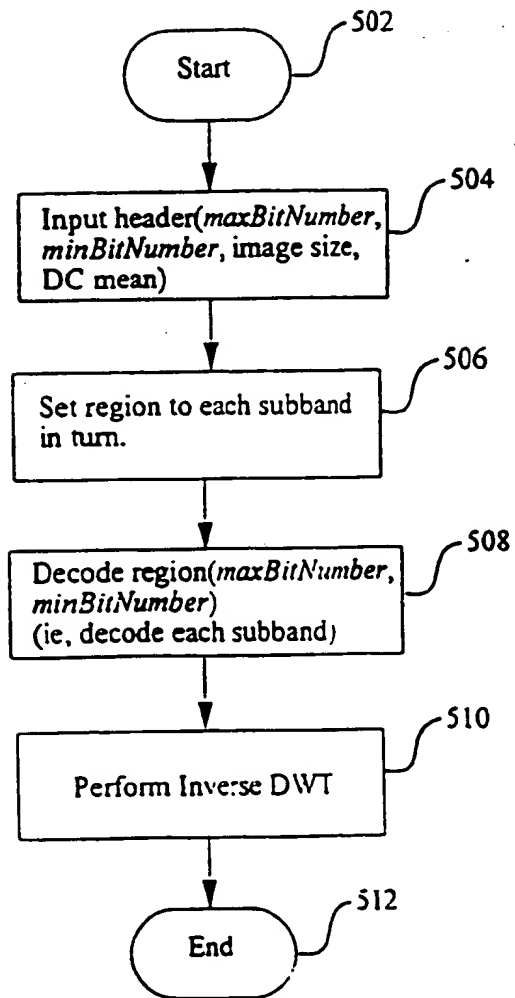 502
Start
504
Input header(maxBitNumber,
minBitNumber, image size,
DC mean)
506
Set region to each subband
in turn.
508
Decode region(maxBitNumber,
minBitNumber)
(ie, decode each subband)
510
Perform Inverse DWT
512
End